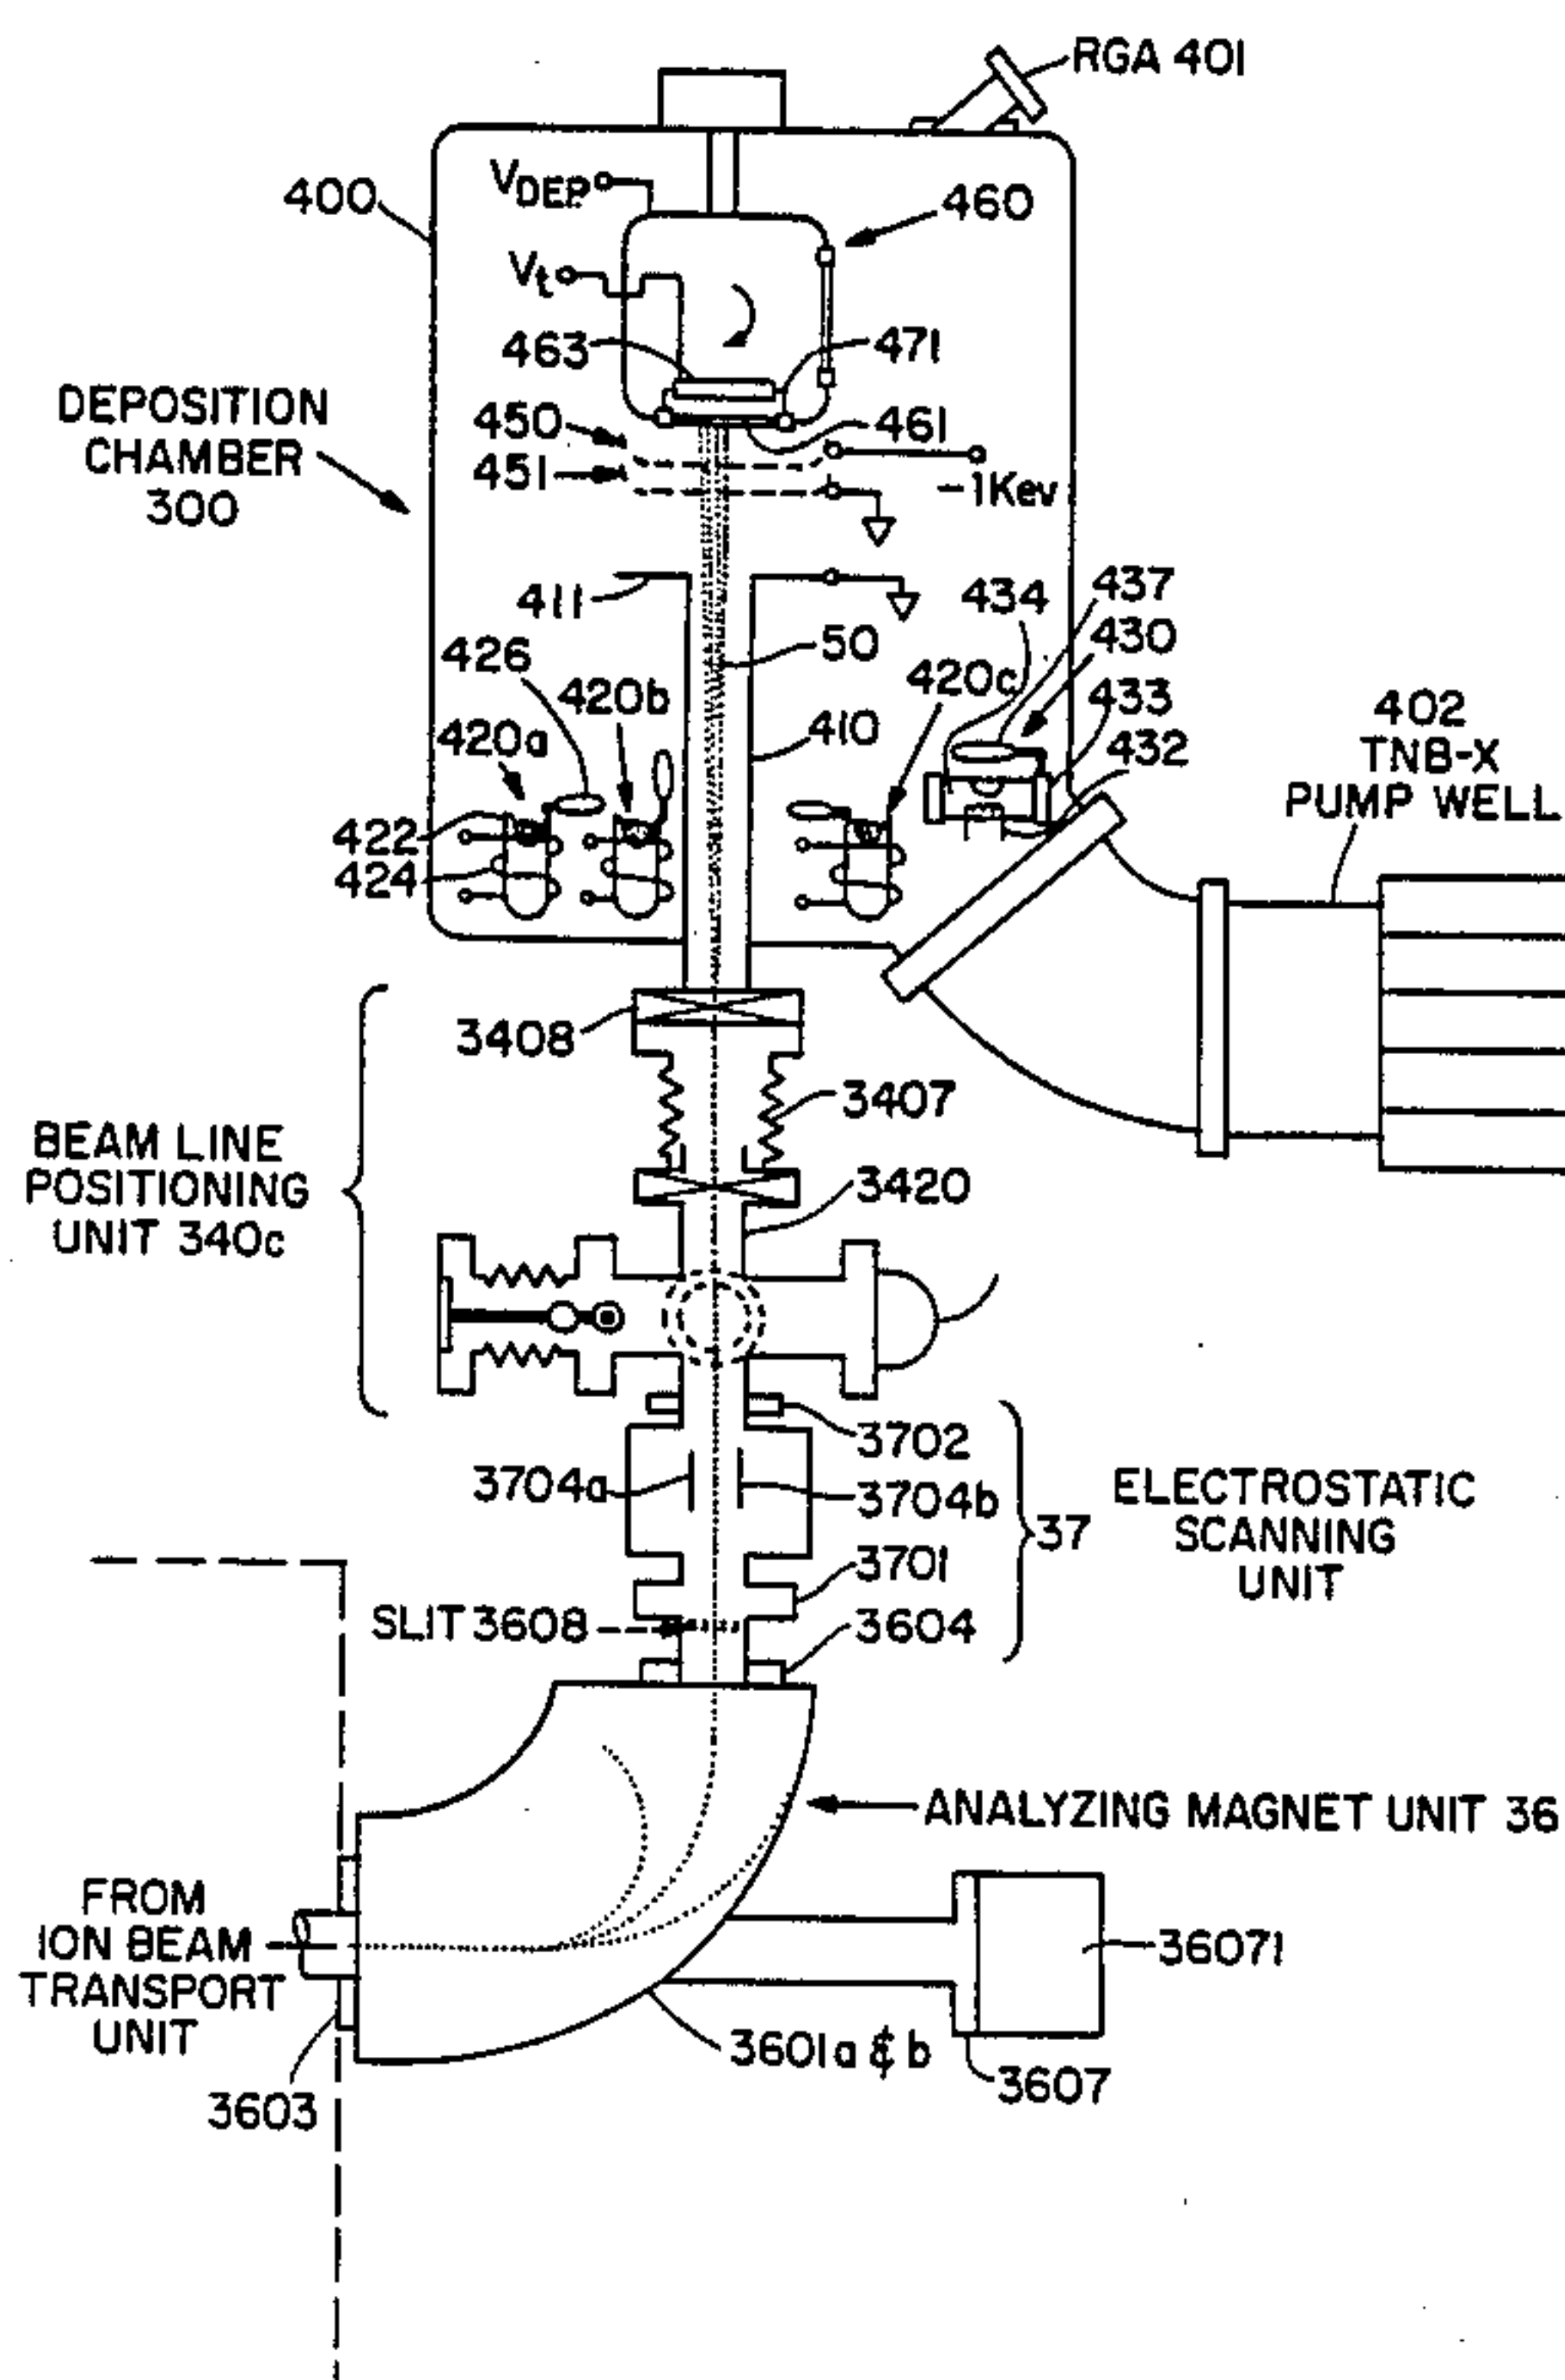 RGA 401
V_DEP
400
460
V_t
463
471
DEPOSITION
CHAMBER
300
450
461
451
-1Kev
411
434
437
430
426
50
420b
420c
433
420a
410
432
402
TNB-X
PUMP WELL
422
424
3408
3407
BEAM LINE
POSITIONING
UNIT 340c
3420
3702
3704a
3704b
37
ELECTROSTATIC
SCANNING
UNIT
3701
SLIT 3608
3604
ANALYZING MAGNET UNIT 36
FROM
ION BEAM
TRANSPORT
UNIT
36071
3601a & b
3607
3603